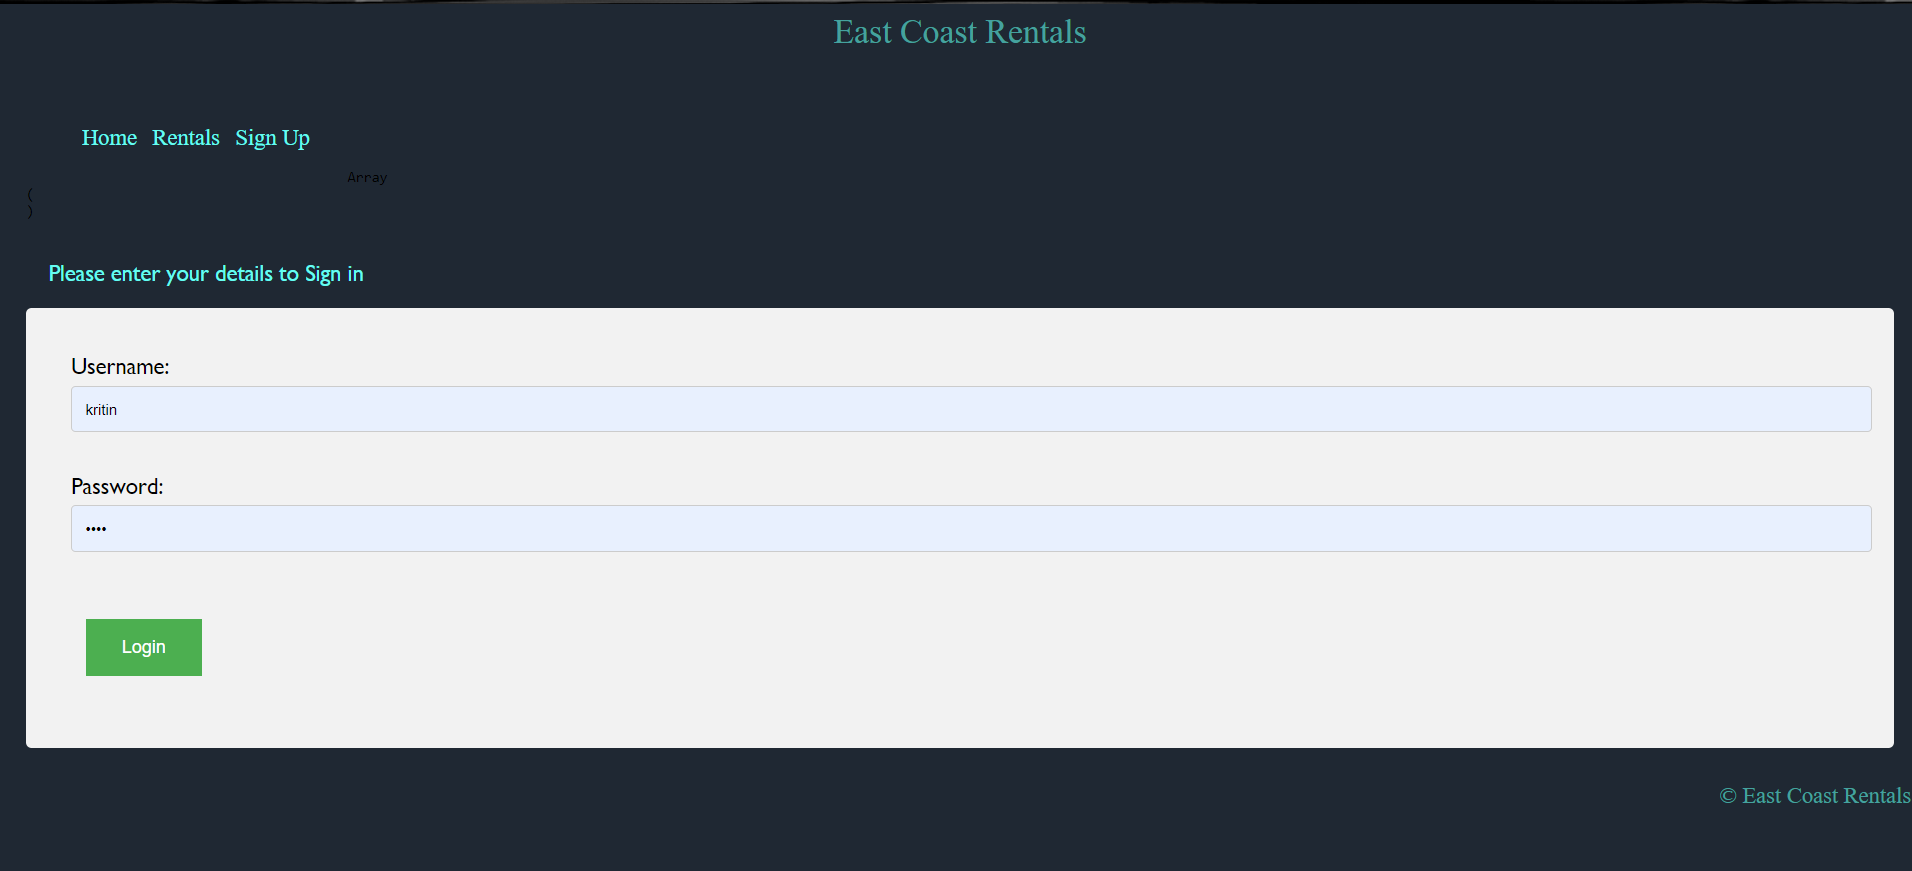 East Coast Rentals
Home Rentals Sign Up
Array
(
)
Please enter your details to Sign in
Username:
kritin
Password:
••••
Login
© East Coast Rentals